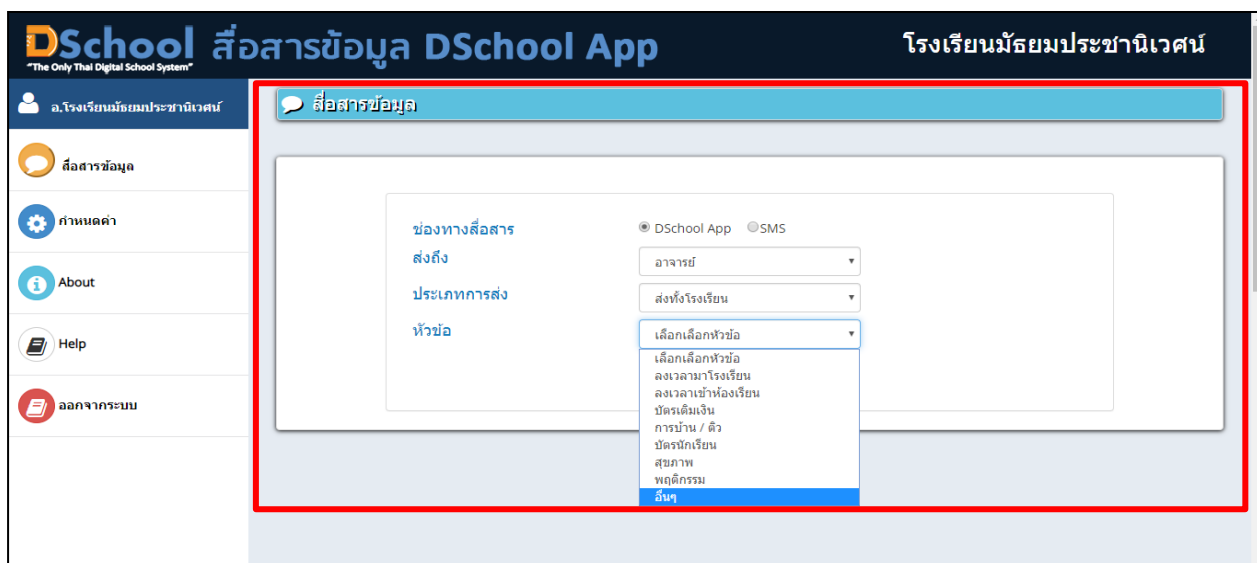 DSchool สื่อสารข้อมูล DSchool App โรงเรียนมัธยมประชานิเวศน์
"The Only Thai Digital School System"
อ.โรงเรียนมัธยมประชานิเวศน์
สื่อสารข้อมูล
สื่อสารข้อมูล
กำหนดค่า
About
Help
ออกจากระบบ
ช่องทางสื่อสาร DSchool App SMS
ส่งถึง อาจารย์
ประเภทการส่ง ส่งทั้งโรงเรียน
หัวข้อ เลือกเลือกหัวข้อ
เลือกเลือกหัวข้อ
ลงเวลามาโรงเรียน
ลงเวลาเข้าห้องเรียน
บัตรเติมเงิน
การบ้าน / ติว
บัตรนักเรียน
สุขภาพ
พฤติกรรม
อื่นๆ